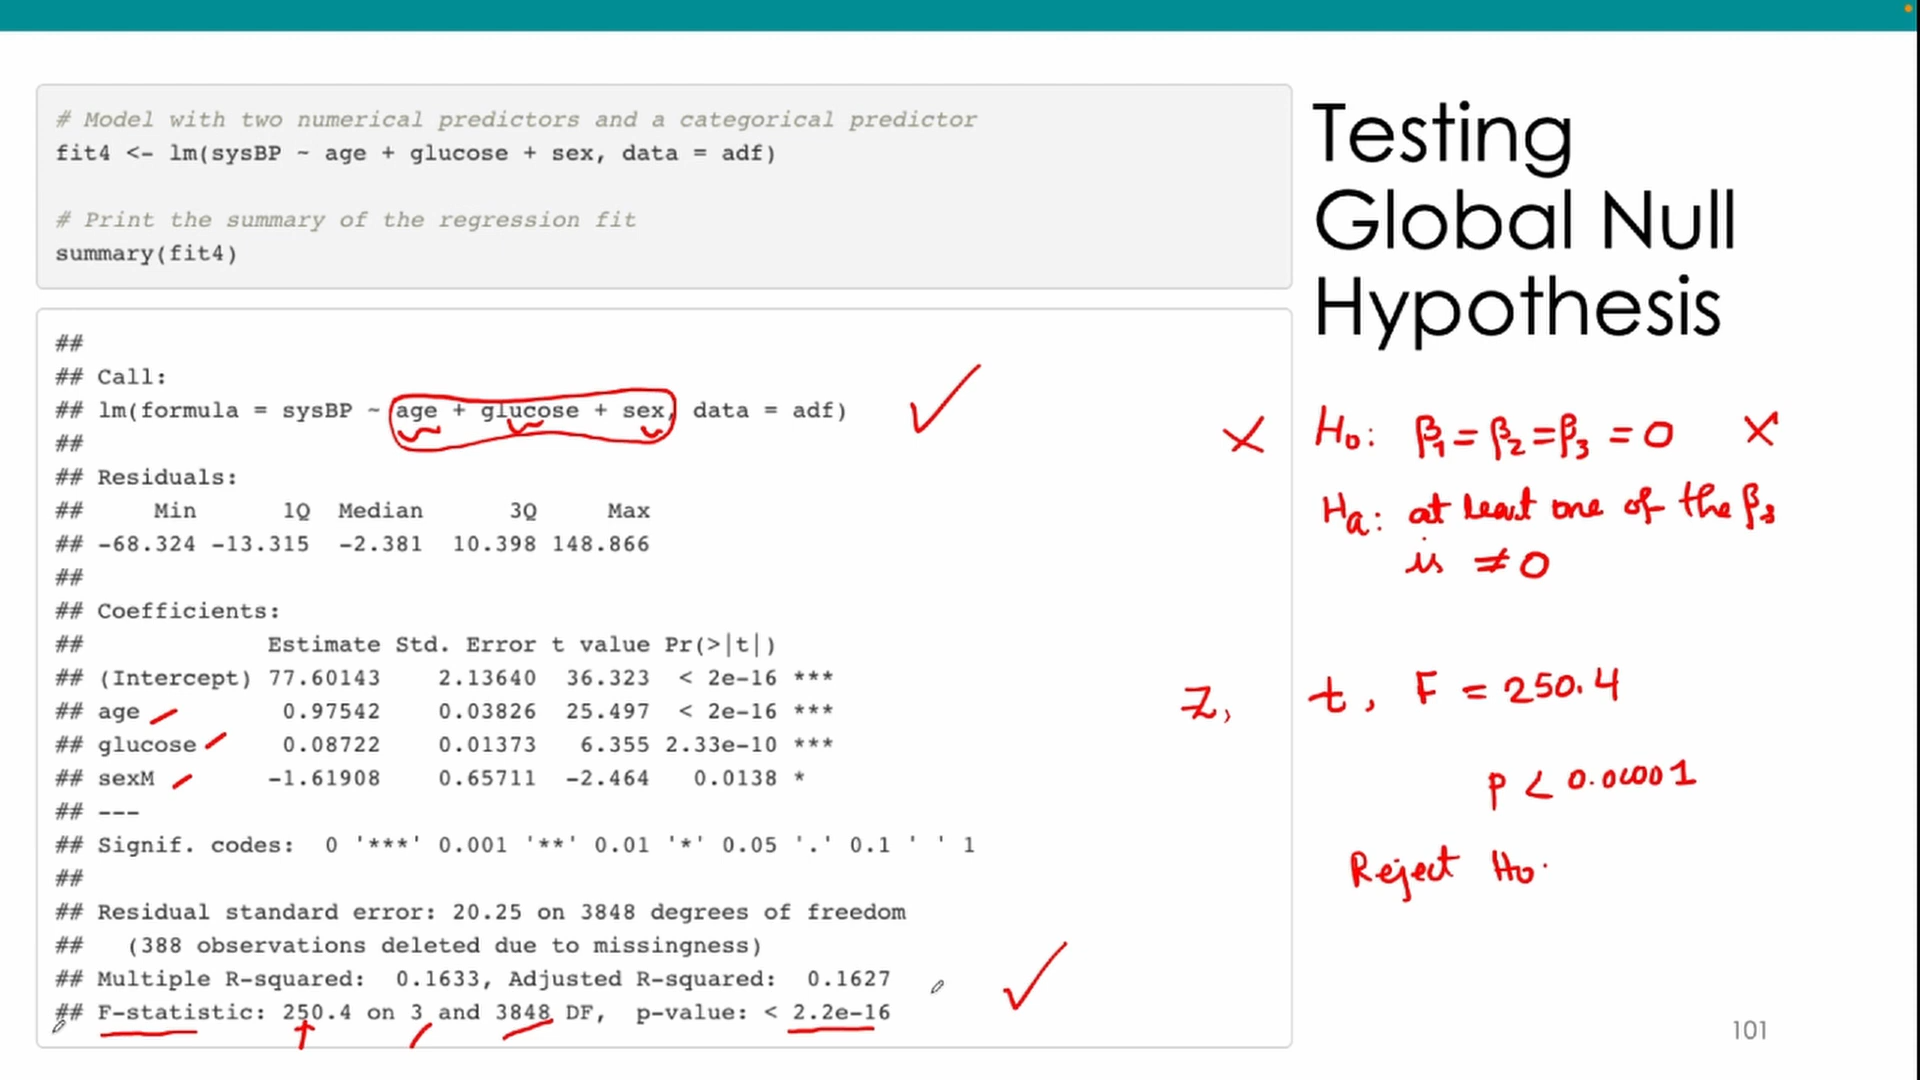 # Model with two numerical predictors and a categorical predictor
fit4 <- lm(sysBP ~ age + glucose + sex, data = adf)
# Print the summary of the regression fit
summary(fit4)
Testing
Global Null
Hypothesis
##
## Call:
## lm(formula = sysBP ~ age + glucose + sex, data = adf)
##
## Residuals:
##     Min      1Q  Median      3Q     Max
## -68.324 -13.315  -2.381  10.398 148.866
##
## Coefficients:
##             Estimate Std. Error t value Pr(>|t|)
## (Intercept) 77.60143    2.13640  36.323  < 2e-16 ***
## age          0.97542    0.03826  25.497  < 2e-16 ***
## glucose      0.08722    0.01373   6.355 2.33e-10 ***
## sexM        -1.61908    0.65711  -2.464   0.0138 *
## ---
## Signif. codes:  0 '***' 0.001 '**' 0.01 '*' 0.05 '.' 0.1 ' ' 1
##
## Residual standard error: 20.25 on 3848 degrees of freedom
##   (388 observations deleted due to missingness)
## Multiple R-squared:  0.1633, Adjusted R-squared:  0.1627
## F-statistic: 250.4 on 3 and 3848 DF,  p-value: < 2.2e-16
H₀: β₁ = β₂ = β₃ = 0
Hₐ: at least one of the βs
is ≠ 0
Z, t, F = 250.4
p < 0.00001
Reject H₀.
101